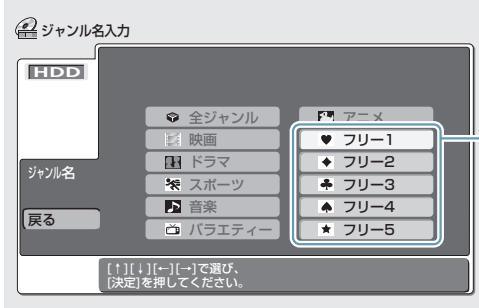 ジャンル名入力
HDD
全ジャンル
アニメ
映画
フリー1
ドラマ
フリー2
スポーツ
フリー3
音楽
フリー4
バラエティー
フリー5
ジャンル名
戻る
[↑][↓][←][→]で選び、
[決定]を押してください。